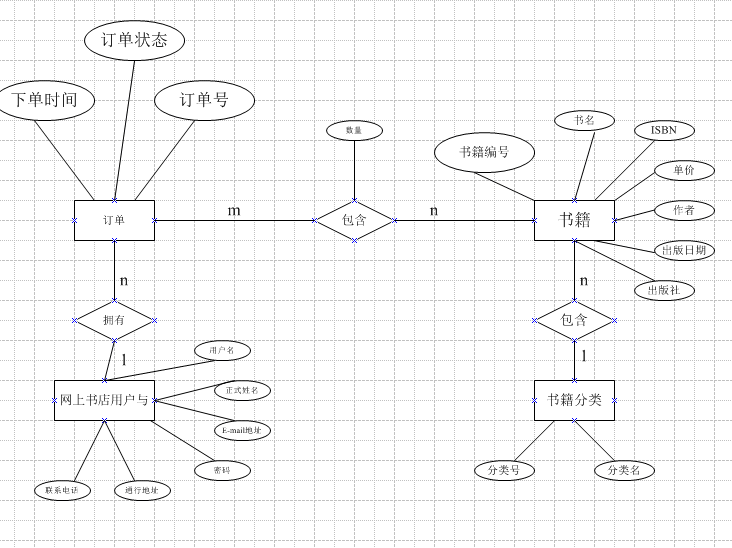 订单状态
下单时间
订单号
数量
书名
ISBN
书籍编号
单价
作者
出版日期
出版社
订单
m
包含
n
书籍
n
拥有
1
n
包含
1
用户名
正式姓名
E-mail地址
密码
网上书店用户与
联系电话
通行地址
书籍分类
分类号
分类名